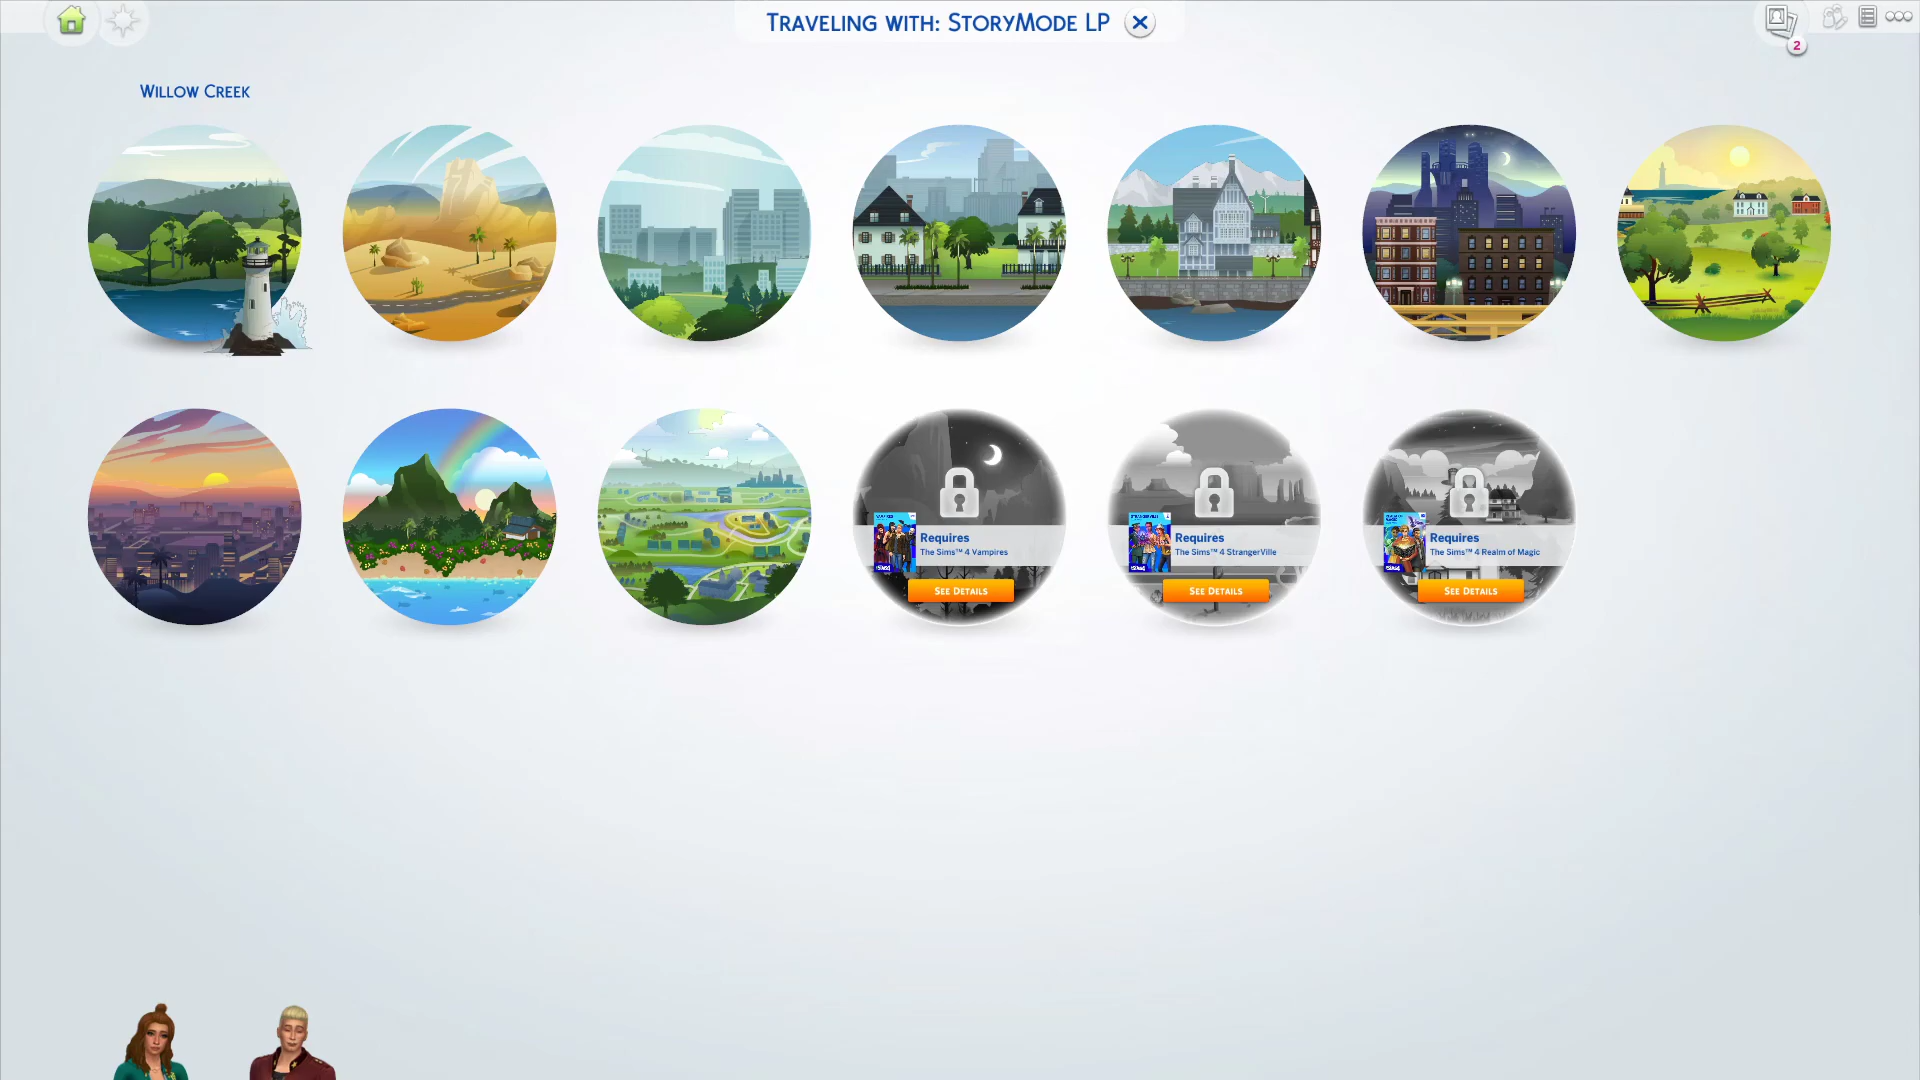 TRAVELING WITH: STORYMODE LP
2
WILLOW CREEK
Requires
The Sims™ 4 Vampires
SEE DETAILS
Requires
The Sims™ 4 StrangerVille
SEE DETAILS
Requires
The Sims™ 4 Realm of Magic
SEE DETAILS